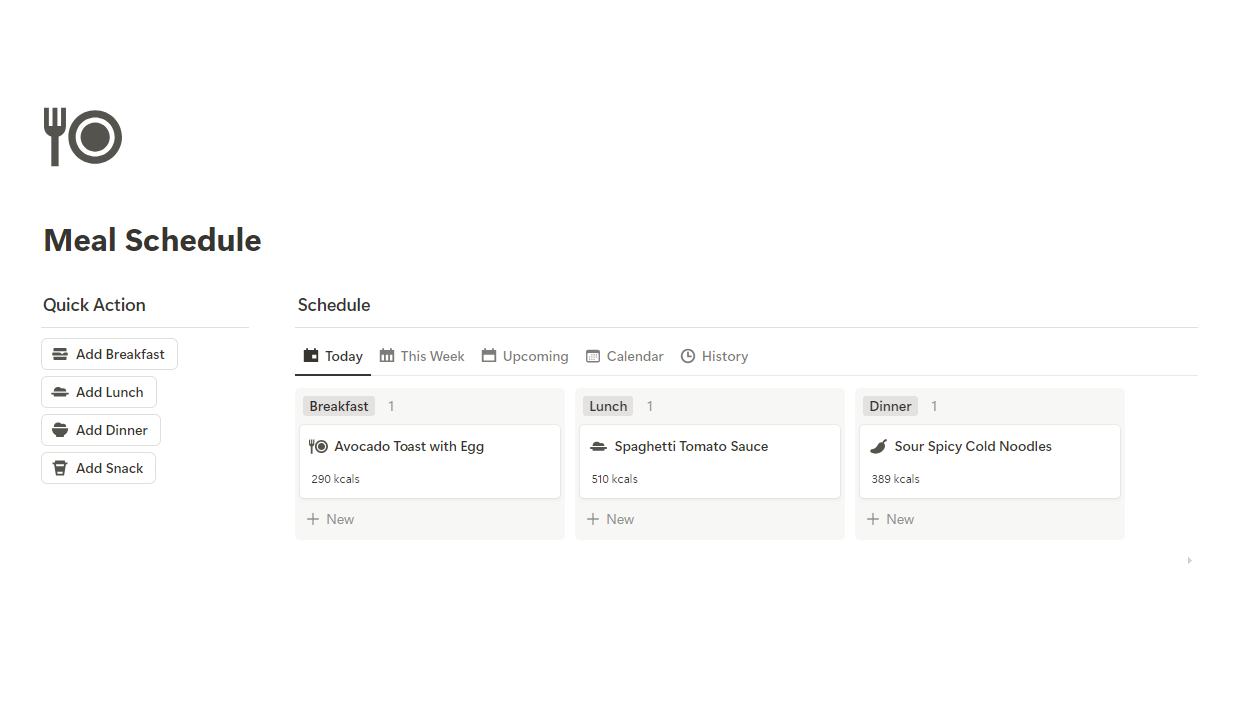 Meal Schedule
Quick Action
Add Breakfast
Add Lunch
Add Dinner
Add Snack
Schedule
Today This Week Upcoming Calendar History
Breakfast 1
Avocado Toast with Egg
290 kcals
New
Lunch 1
Spaghetti Tomato Sauce
510 kcals
New
Dinner 1
Sour Spicy Cold Noodles
389 kcals
New